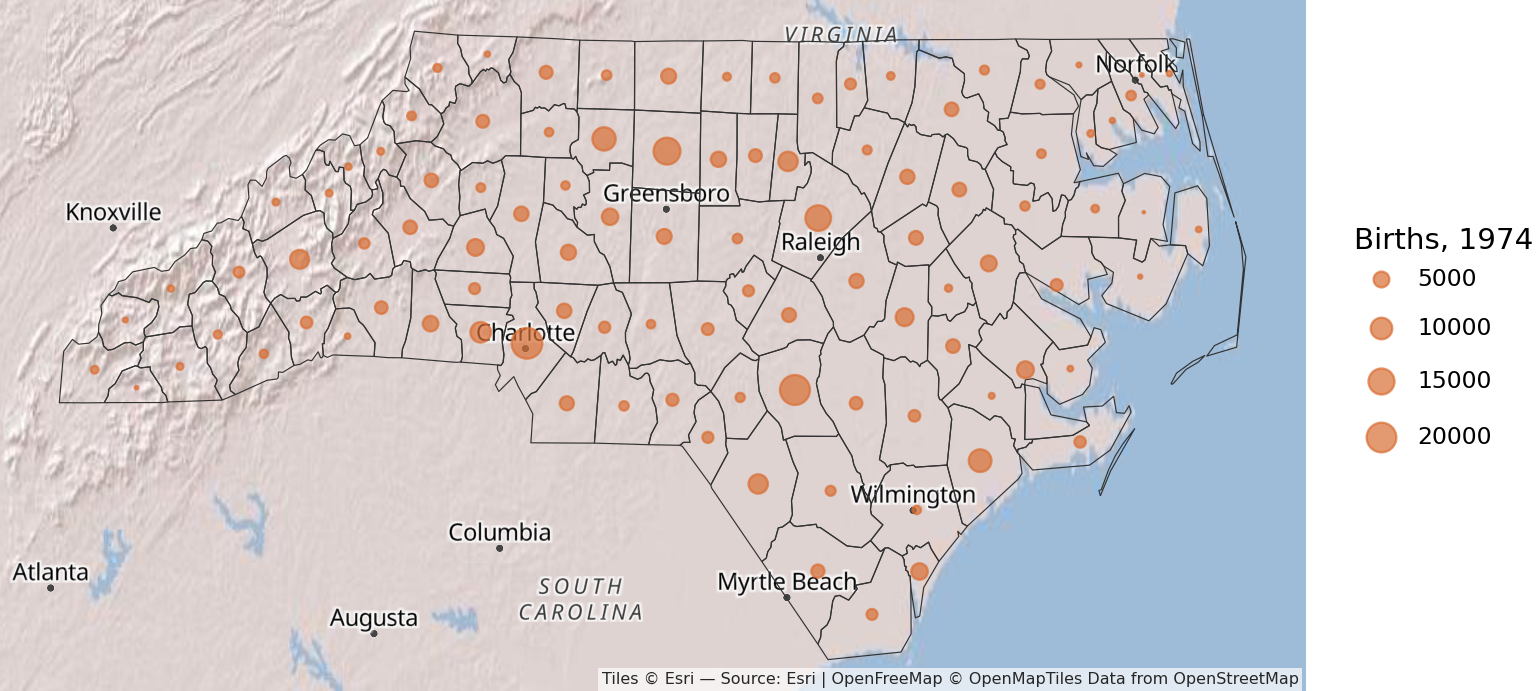 VIRGINIA
Norfolk
Knoxville
Greensboro
Raleigh
Charlotte
Wilmington
Columbia
Atlanta
Myrtle Beach
SOUTH
CAROLINA
Augusta
Births, 1974
5000
10000
15000
20000
Tiles © Esri — Source: Esri | OpenFreeMap © OpenMapTiles Data from OpenStreetMap